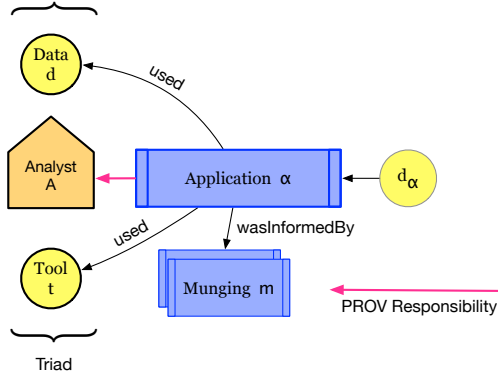 Data
d
used
Analyst
A
Application α
dα
used
wasInformedBy
Tool
t
Munging m
PROV Responsibility
Triad